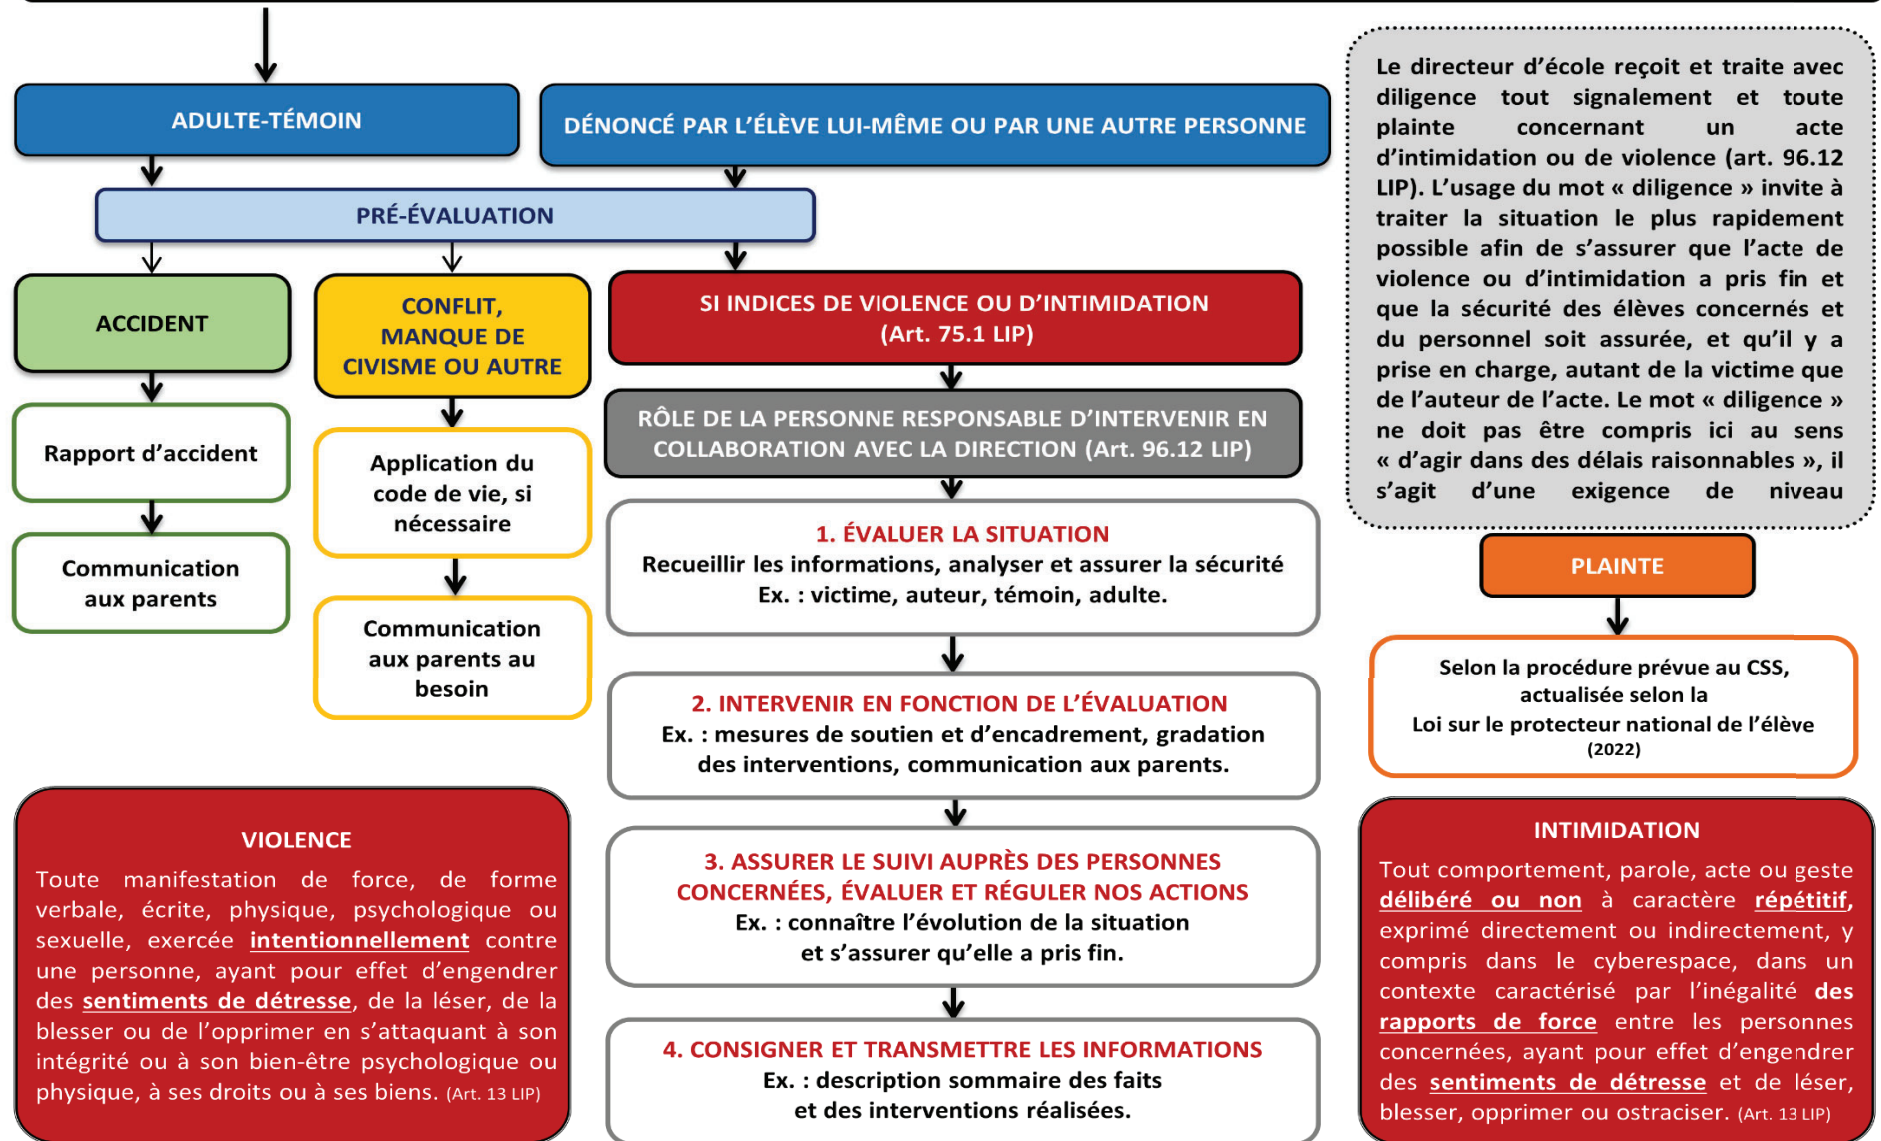 ADULTE-TÉMOIN
DÉNONCÉ PAR L'ÉLÈVE LUI-MÊME OU PAR UNE AUTRE PERSONNE
PRÉ-ÉVALUATION
ACCIDENT
Rapport d'accident
Communication
aux parents
CONFLIT,
MANQUE DE
CIVISME OU AUTRE
Application du
code de vie, si
nécessaire
Communication
aux parents au
besoin
SI INDICES DE VIOLENCE OU D'INTIMIDATION
(Art. 75.1 LIP)
RÔLE DE LA PERSONNE RESPONSABLE D'INTERVENIR EN
COLLABORATION AVEC LA DIRECTION (Art. 96.12 LIP)
1. ÉVALUER LA SITUATION
Recueillir les informations, analyser et assurer la sécurité
Ex. : victime, auteur, témoin, adulte.
2. INTERVENIR EN FONCTION DE L'ÉVALUATION
Ex. : mesures de soutien et d'encadrement, gradation
des interventions, communication aux parents.
3. ASSURER LE SUIVI AUPRÈS DES PERSONNES
CONCERNÉES, ÉVALUER ET RÉGULER NOS ACTIONS
Ex. : connaître l'évolution de la situation
et s'assurer qu'elle a pris fin.
4. CONSIGNER ET TRANSMETTRE LES INFORMATIONS
Ex. : description sommaire des faits
et des interventions réalisées.
Le directeur d'école reçoit et traite avec
diligence tout signalement et toute
plainte concernant un acte
d'intimidation ou de violence (art. 96.12
LIP). L'usage du mot « diligence » invite à
traiter la situation le plus rapidement
possible afin de s'assurer que l'acte de
violence ou d'intimidation a pris fin et
que la sécurité des élèves concernés et
du personnel soit assurée, et qu'il y a
prise en charge, autant de la victime que
de l'auteur de l'acte. Le mot « diligence »
ne doit pas être compris ici au sens
« d'agir dans des délais raisonnables », il
s'agit d'une exigence de niveau
PLAINTE
Selon la procédure prévue au CSS,
actualisée selon la
Loi sur le protecteur national de l'élève
(2022)
VIOLENCE
Toute manifestation de force, de forme
verbale, écrite, physique, psychologique ou
sexuelle, exercée intentionnellement contre
une personne, ayant pour effet d'engendrer
des sentiments de détresse, de la léser, de la
blesser ou de l'opprimer en s'attaquant à son
intégrité ou à son bien-être psychologique ou
physique, à ses droits ou à ses biens. (Art. 13 LIP)
INTIMIDATION
Tout comportement, parole, acte ou geste
délibéré ou non à caractère répétitif,
exprimé directement ou indirectement, y
compris dans le cyberespace, dans un
contexte caractérisé par l'inégalité des
rapports de force entre les personnes
concernées, ayant pour effet d'engendrer
des sentiments de détresse et de léser,
blesser, opprimer ou ostraciser. (Art. 13 LIP)